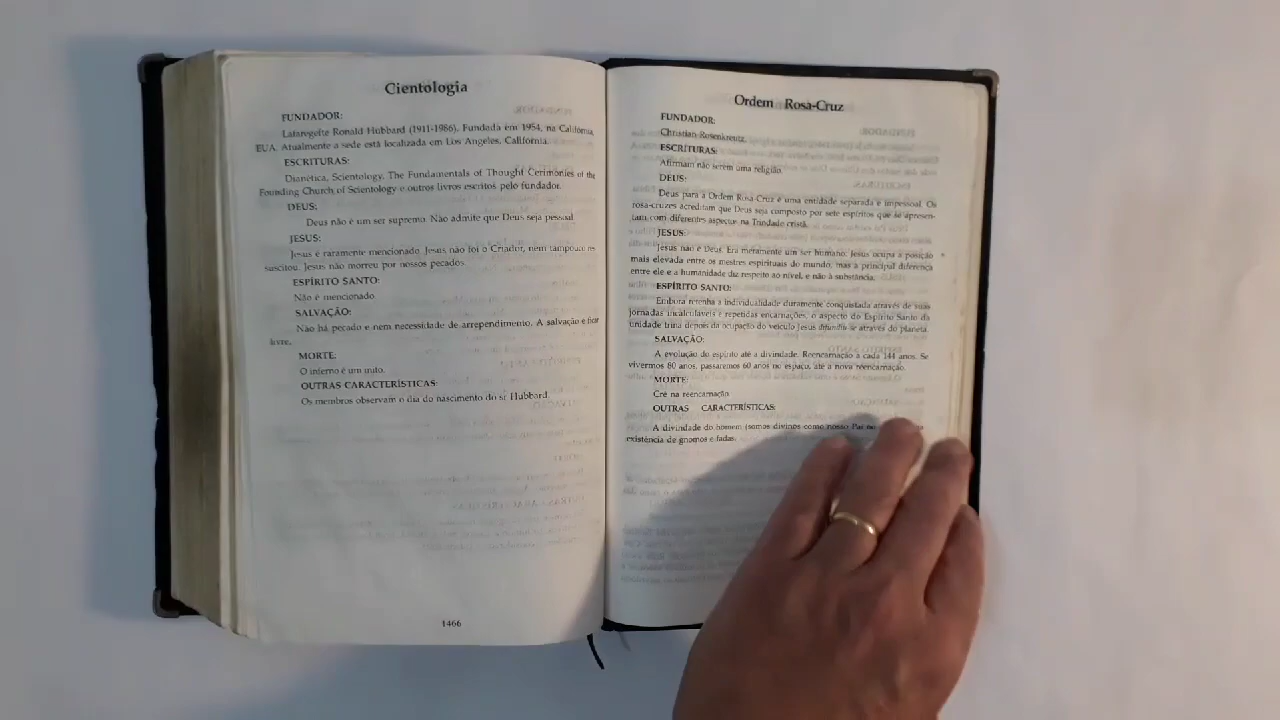 Cientologia
FUNDADOR:
Lafareyeite Ronald Hubbard (1911-1986). Fundada em 1954, na Califórnia,
EUA. Atualmente a sede está localizada em Los Angeles, Califórnia.
ESCRITURAS:
Dianética, Scientology, The Fundamentals of Thought Cerimonies of the
Founding Church of Scientology e outros livros escritos pelo fundador.
DEUS:
Deus não é um ser supremo. Não admite que Deus seja pessoal.
JESUS:
Jesus é raramente mencionado. Jesus não foi o Criador, nem tampouco res
suscitou. Jesus não morreu por nossos pecados.
ESPÍRITO SANTO:
Não é mencionado.
SALVAÇÃO:
Não há pecado e nem necessidade de arrependimento. A salvação é ficar
livre.
MORTE:
O inferno é um mito.
OUTRAS CARACTERÍSTICAS:
Os membros observam o dia do nascimento do sr Hubbard.
1466
Ordem Rosa-Cruz
FUNDADOR:
Christian Rosenkreutz.
ESCRITURAS:
Afirmam não serem uma religião.
DEUS:
Deus para a Ordem Rosa-Cruz é uma entidade separada e impessoal. Os
rosa-cruzes acreditam que Deus seja composto por sete espíritos que se apresen-
tam com diferentes aspectos na Trindade cristã.
JESUS:
Jesus não é Deus. Era meramente um ser humano. Jesus ocupa a posição
mais elevada entre os mestres espirituais do mundo, mas a principal diferença
entre ele e a humanidade diz respeito ao nível, e não à substância.
ESPÍRITO SANTO:
Embora retenha a individualidade duramente conquistada através de suas
jornadas incalculáveis e repetidas encarnações, o aspecto do Espírito Santo da
unidade trina depois da ocupação do veículo Jesus difundiu-se através do planeta.
SALVAÇÃO:
A evolução do espírito até a divindade. Reencarnação a cada 144 anos. Se
vivermos 80 anos, passaremos 60 anos no espaço, até a nova reencarnação.
MORTE:
Crê na reencarnação
OUTRAS CARACTERÍSTICAS:
A divindade do homem (somos divinos como nosso Pai no
existência de gnomos e fadas.